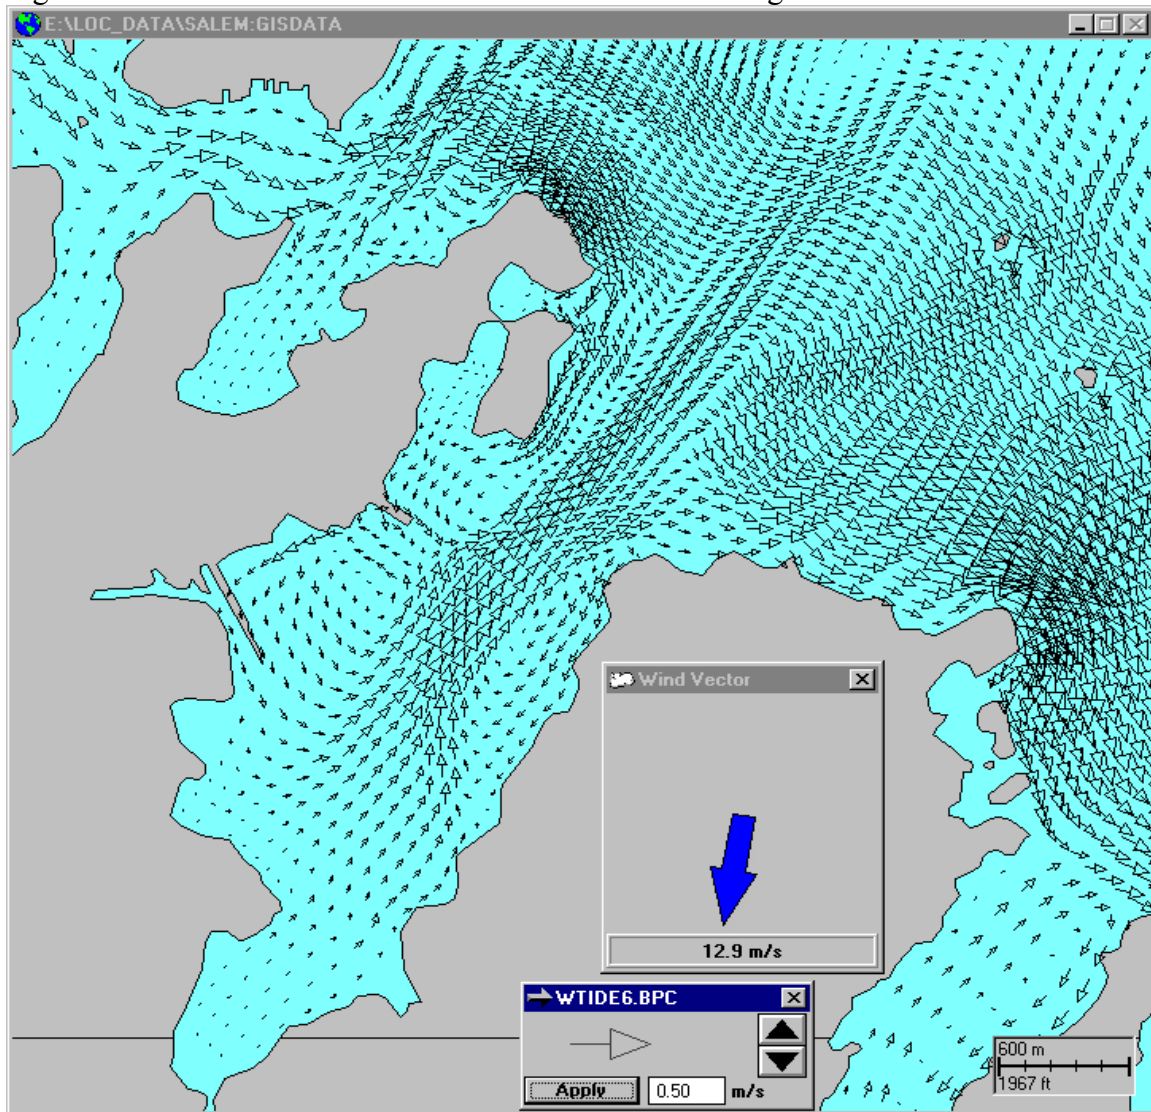 E:\LOC_DATA\SALEM:GISDATA
Wind Vector
12.9 m/s
WTIDE6.BPC
Apply 0.50 m/s
600 m
1967 ft